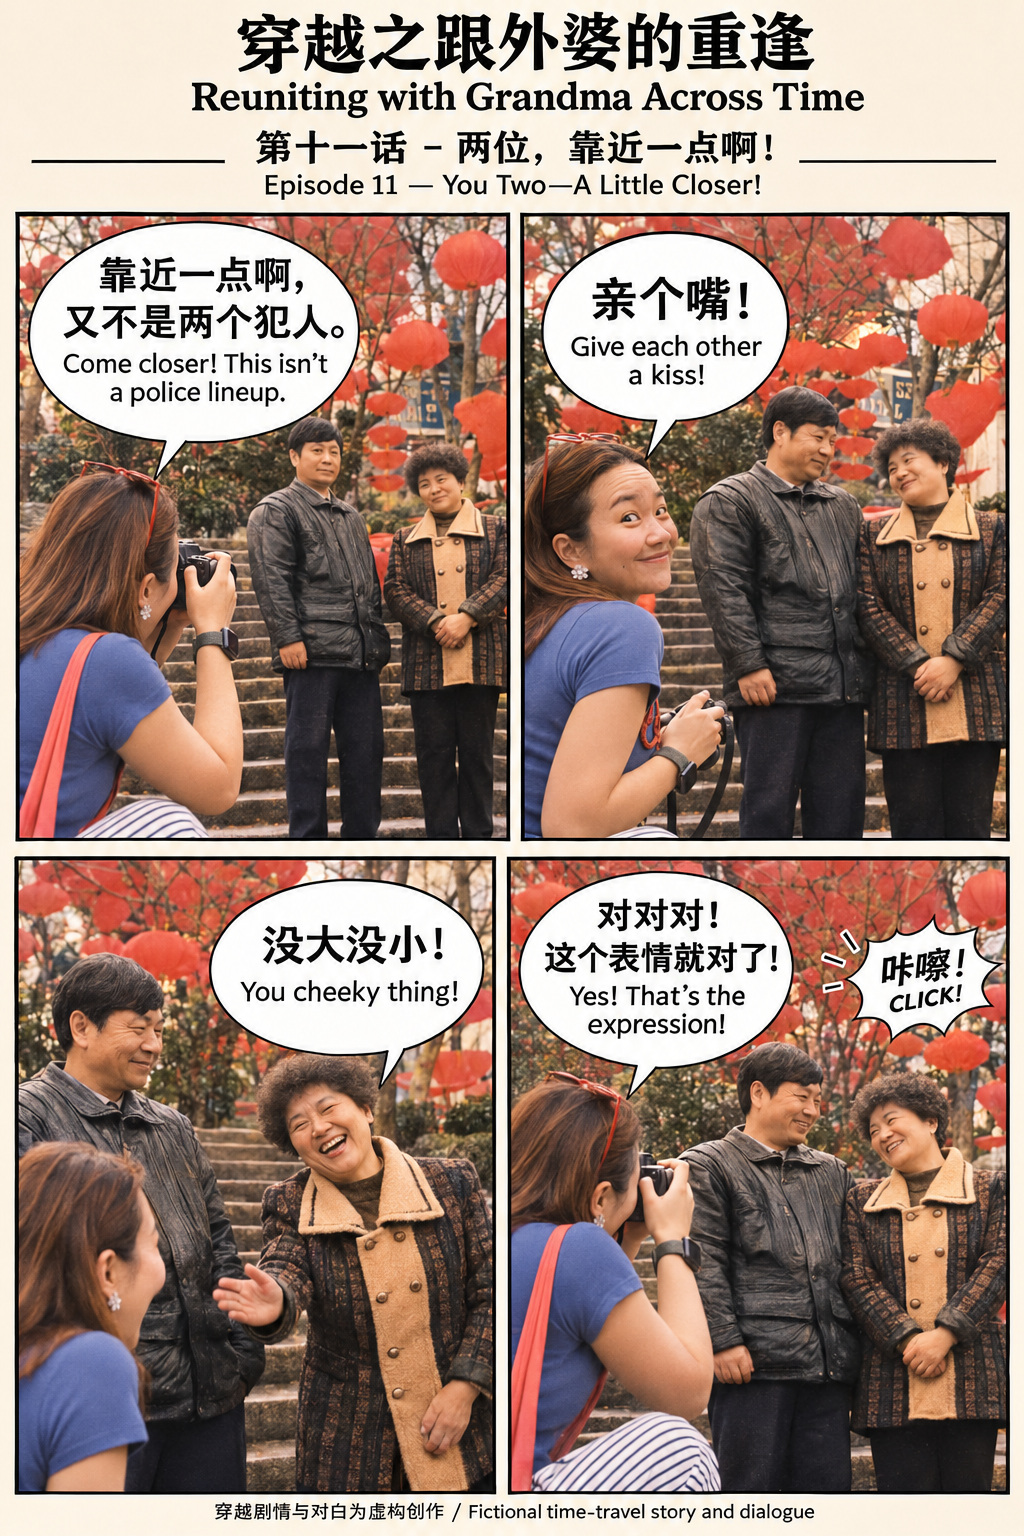 穿越之跟外婆的重逢
Reuniting with Grandma Across Time
第十一话 – 两位，靠近一点啊！
Episode 11 — You Two—A Little Closer!
靠近一点啊，
又不是两个犯人。
Come closer! This isn't
a police lineup.
亲个嘴！
Give each other
a kiss!
没大没小！
You cheeky thing!
对对对！
这个表情就对了！
Yes! That's the
expression!
咔嚓！
CLICK!
穿越剧情与对白为虚构创作 / Fictional time-travel story and dialogue